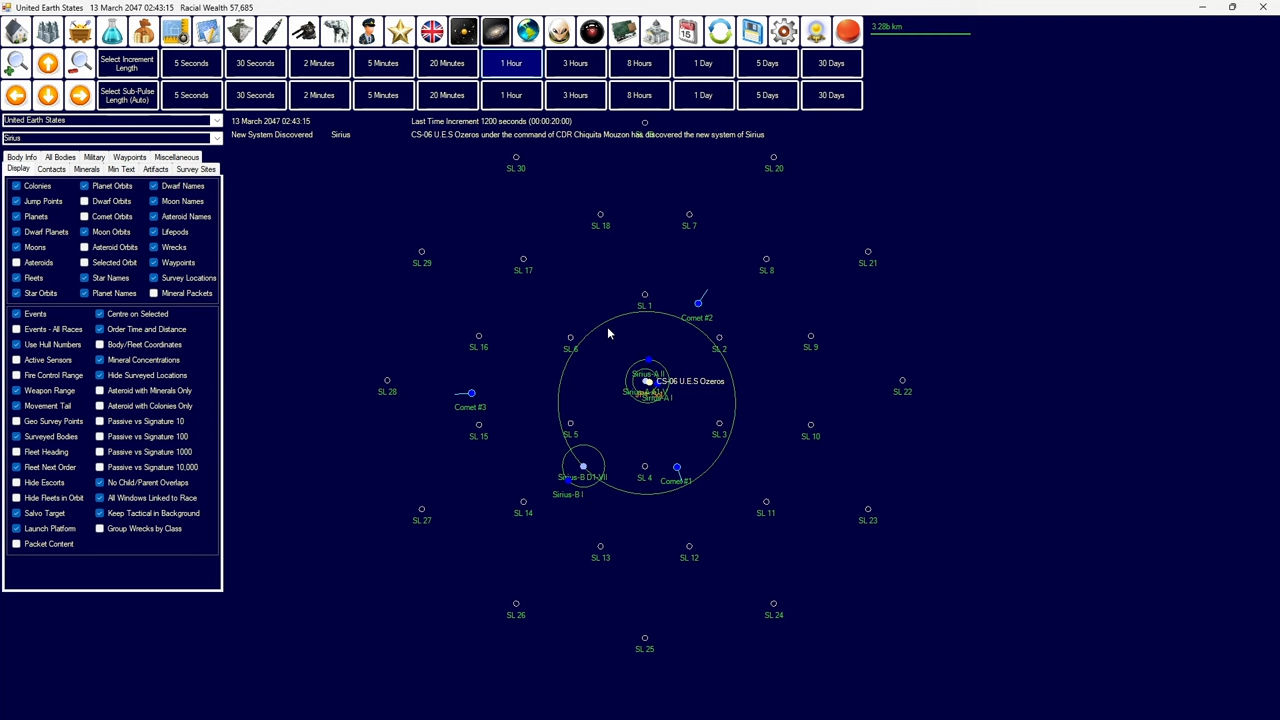 United Earth States 13 March 2047 02:43:15 Racial Wealth 57,685
3.28b km
Select Increment Length
5 Seconds
30 Seconds
2 Minutes
5 Minutes
20 Minutes
1 Hour
3 Hours
8 Hours
1 Day
5 Days
30 Days
Select Sub-Pulse Length (Auto)
5 Seconds
30 Seconds
2 Minutes
5 Minutes
20 Minutes
1 Hour
3 Hours
8 Hours
1 Day
5 Days
30 Days
United Earth States
Sirius
13 March 2047 02:43:15
Last Time Increment 1200 seconds (00:20:00)
New System Discovered Sirius
CS-06 U.E.S Ozeros under the command of CDR Chiquita Mouzon has discovered the new system of Sirius
Body Info
All Bodies
Military
Waypoints
Miscellaneous
Display
Contacts
Minerals
Min Text
Artifacts
Survey Sites
Colonies
Planet Orbits
Dwarf Names
Jump Points
Dwarf Orbits
Moon Names
Planets
Comet Orbits
Asteroid Names
Dwarf Planets
Moon Orbits
Lifepods
Moons
Asteroid Orbits
Wrecks
Asteroids
Selected Orbit
Waypoints
Fleets
Star Names
Survey Locations
Star Orbits
Planet Names
Mineral Packets
Events
Centre on Selected
Events - All Races
Order Time and Distance
Use Hull Numbers
Body/Fleet Coordinates
Active Sensors
Mineral Concentrations
Fire Control Range
Hide Surveyed Locations
Weapon Range
Asteroid with Minerals Only
Movement Tail
Asteroid with Colonies Only
Geo Survey Points
Passive vs Signature 10
Surveyed Bodies
Passive vs Signature 100
Fleet Heading
Passive vs Signature 1000
Fleet Next Order
Passive vs Signature 10,000
Hide Escorts
No Child/Parent Overlaps
Hide Fleets in Orbit
All Windows Linked to Race
Salvo Target
Keep Tactical in Background
Launch Platform
Group Wrecks by Class
Packet Content
SL 30
SL 20
SL 18
SL 7
SL 29
SL 17
SL 8
SL 21
SL 1
Comet #2
SL 16
SL 6
SL 2
SL 9
Sirius-A II
CS-06 U.E.S Ozeros
SL 28
SL 22
Sirius-A I
Comet #3
SL 15
SL 5
SL 3
SL 10
SL 4
Comet #1
Sirius-B I
SL 14
SL 11
SL 27
SL 23
SL 13
SL 12
SL 26
SL 24
SL 25